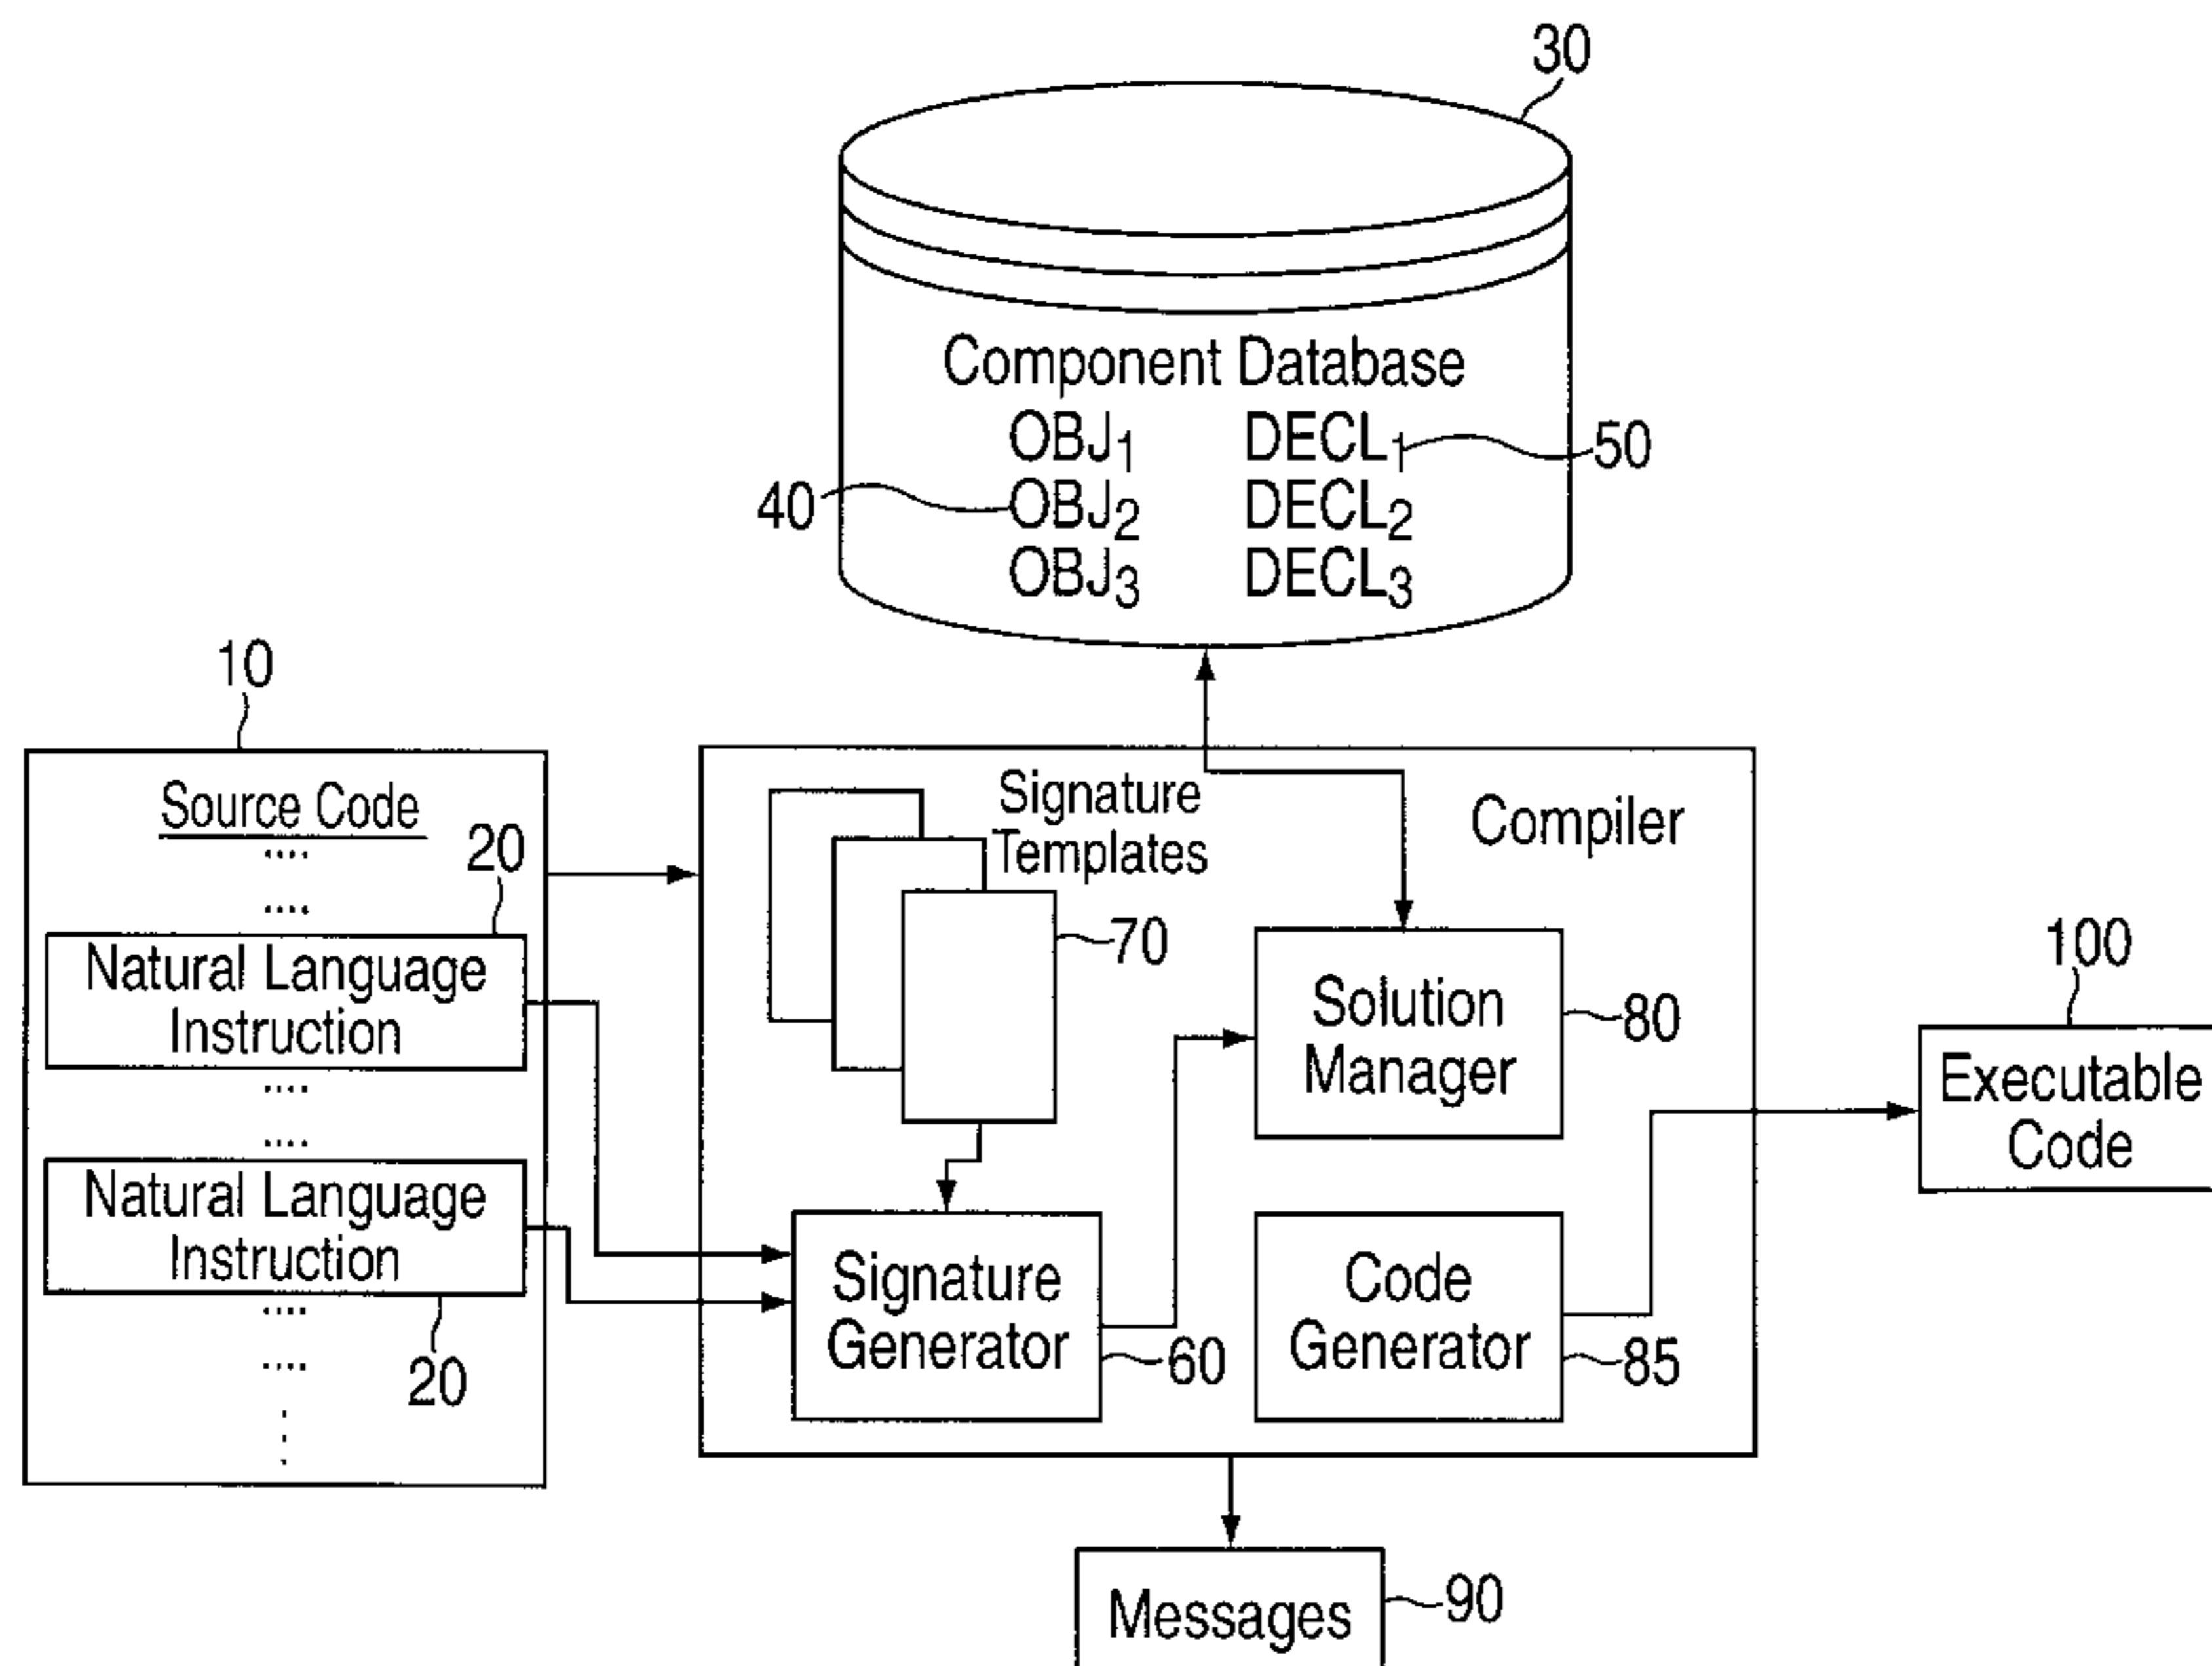 30
Component Database
OBJ1 DECL1 50
40 OBJ2 DECL2
OBJ3 DECL3
10
Source Code
....
20
....
Natural Language
Instruction
....
....
Natural Language
Instruction
....
20
....
Signature
Templates
Compiler
70
Solution
Manager
80
Signature
Generator
60
Code
Generator
85
100
Executable
Code
Messages
90